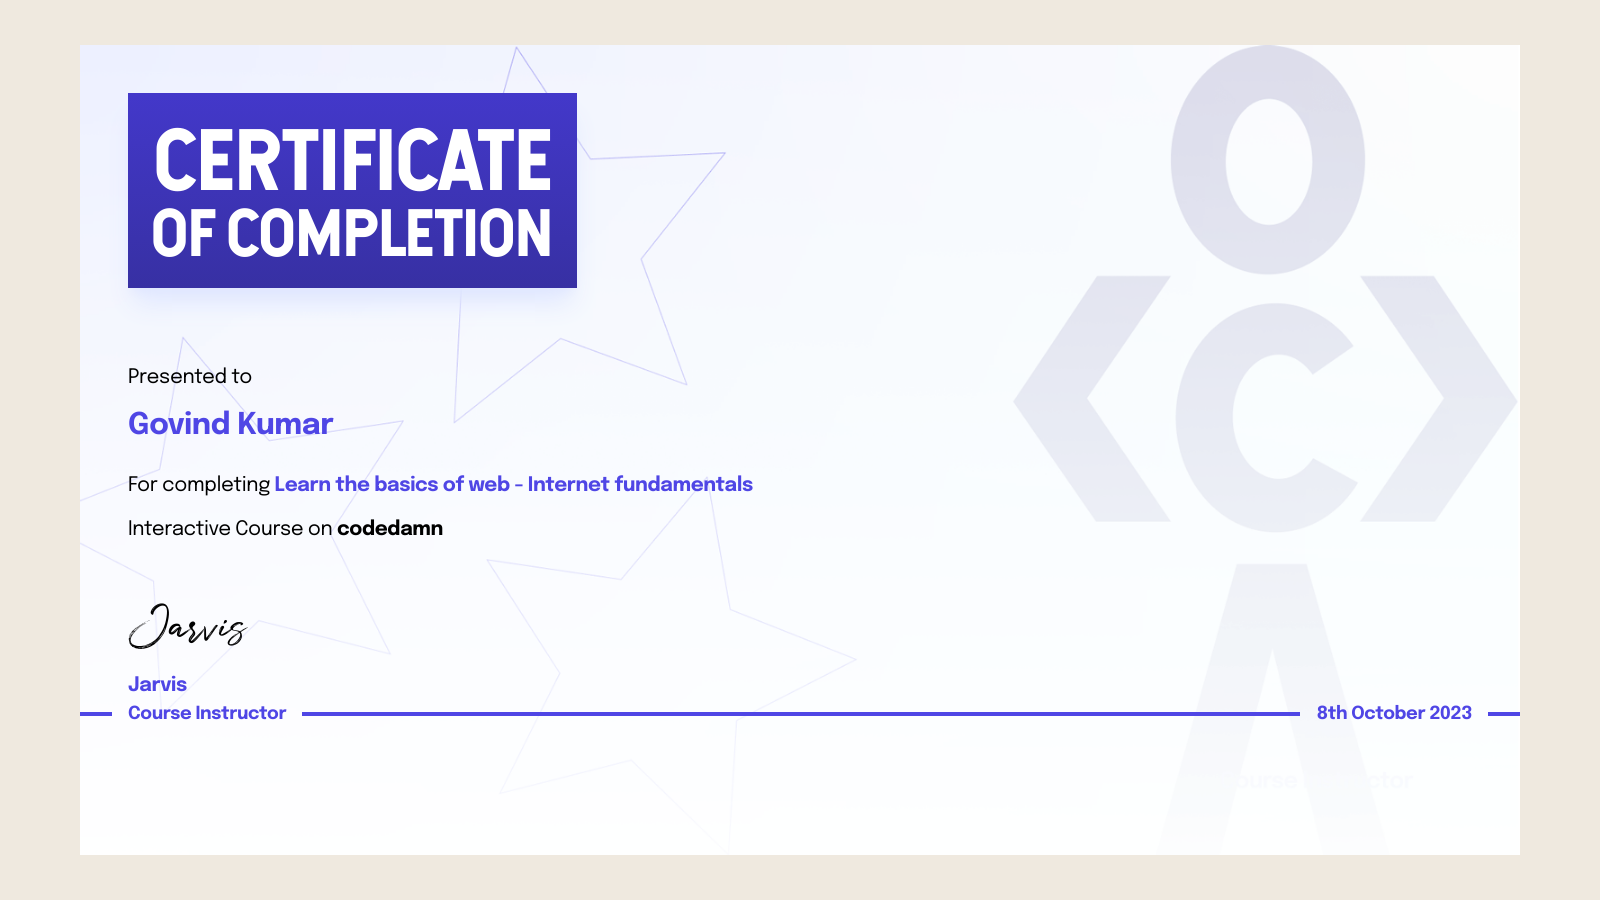 CERTIFICATE
OF COMPLETION
Presented to
Govind Kumar
For completing Learn the basics of web - Internet fundamentals
Interactive Course on codedamn
Jarvis
Jarvis
Course Instructor
8th October 2023